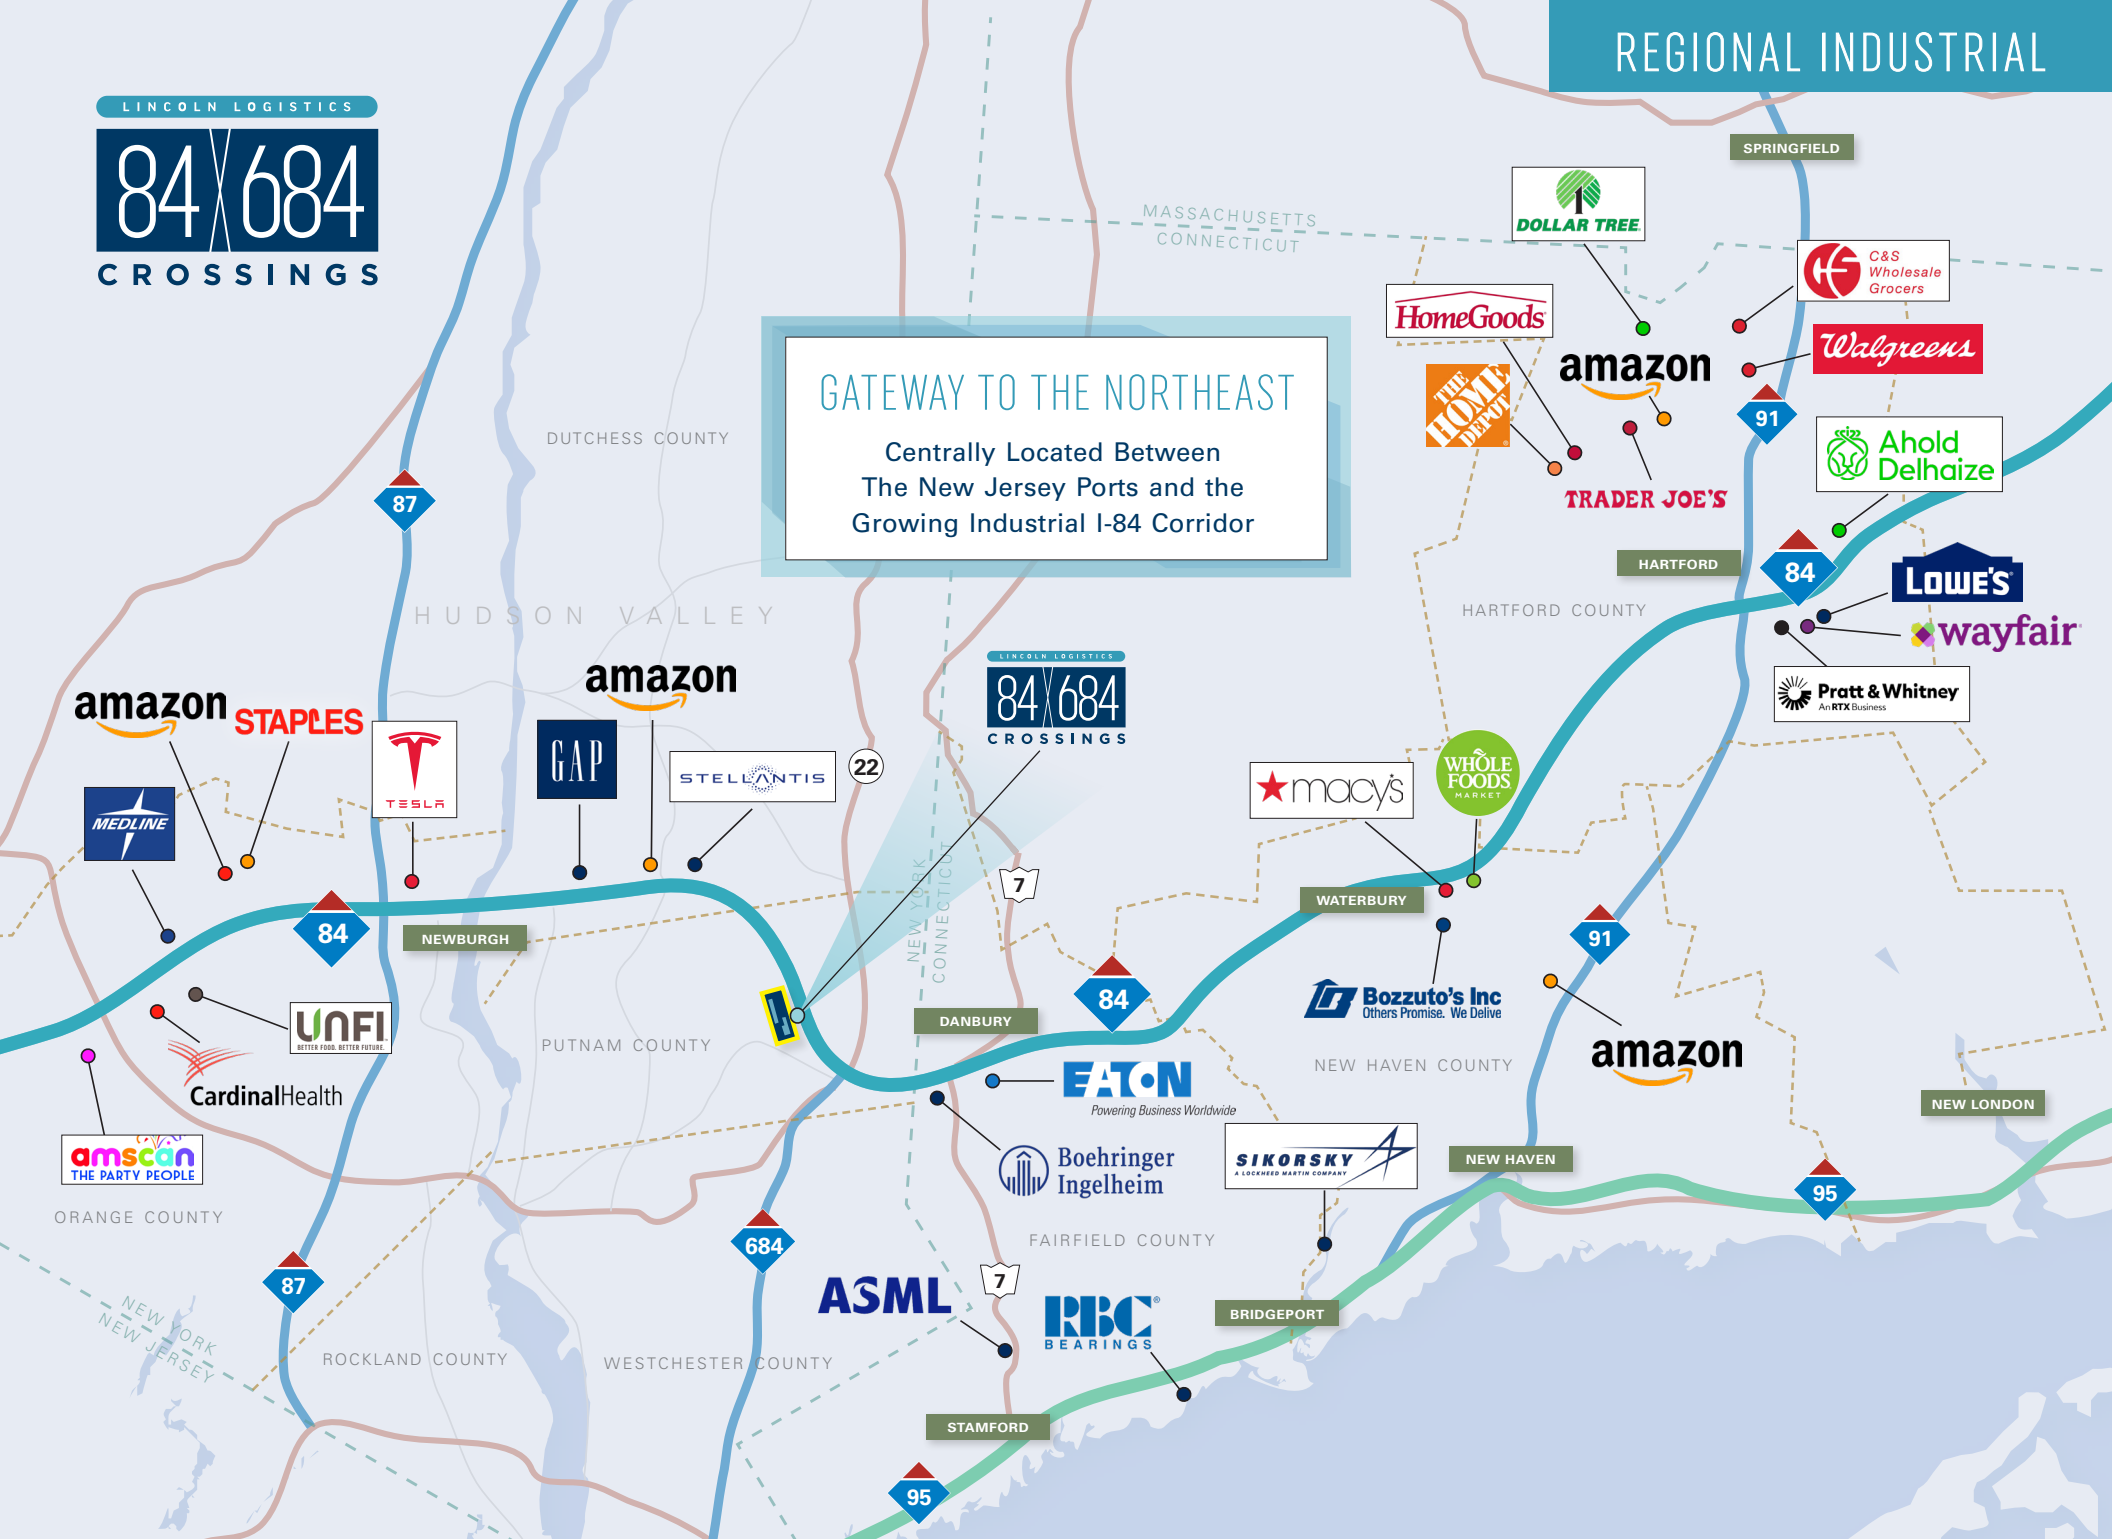 REGIONAL INDUSTRIAL
LINCOLN LOGISTICS
84 684
CROSSINGS
SPRINGFIELD
DOLLAR TREE
MASSACHUSETTS
CONNECTICUT
C&S
Wholesale
Grocers
HomeGoods
Walgreens
amazon
THE
HOME
DEPOT
91
GATEWAY TO THE NORTHEAST
Centrally Located Between
The New Jersey Ports and the
Growing Industrial I-84 Corridor
DUTCHESS COUNTY
Ahold
Delhaize
87
TRADER JOE'S
HARTFORD
84
LOWE'S
HARTFORD COUNTY
HUDSON VALLEY
wayfair
LINCOLN LOGISTICS
84 684
CROSSINGS
Pratt & Whitney
An RTX Business
amazon
amazon
STAPLES
TESLA
GAP
STELLANTIS
22
macy's
WHOLE
FOODS
MARKET
MEDLINE
7
NEW YORK
CONNECTICUT
WATERBURY
84
NEWBURGH
91
84
Bozzuto's Inc
Others Promise. We Delive
DANBURY
UNFI
BETTER FOOD. BETTER FUTURE.
PUTNAM COUNTY
NEW HAVEN COUNTY
amazon
CardinalHealth
EATON
Powering Business Worldwide
NEW LONDON
amscan
THE PARTY PEOPLE
Boehringer
Ingelheim
SIKORSKY
A LOCKHEED MARTIN COMPANY
NEW HAVEN
95
ORANGE COUNTY
684
FAIRFIELD COUNTY
87
7
ASML
RBC
BEARINGS
BRIDGEPORT
NEW YORK
NEW JERSEY
ROCKLAND COUNTY
WESTCHESTER COUNTY
STAMFORD
95